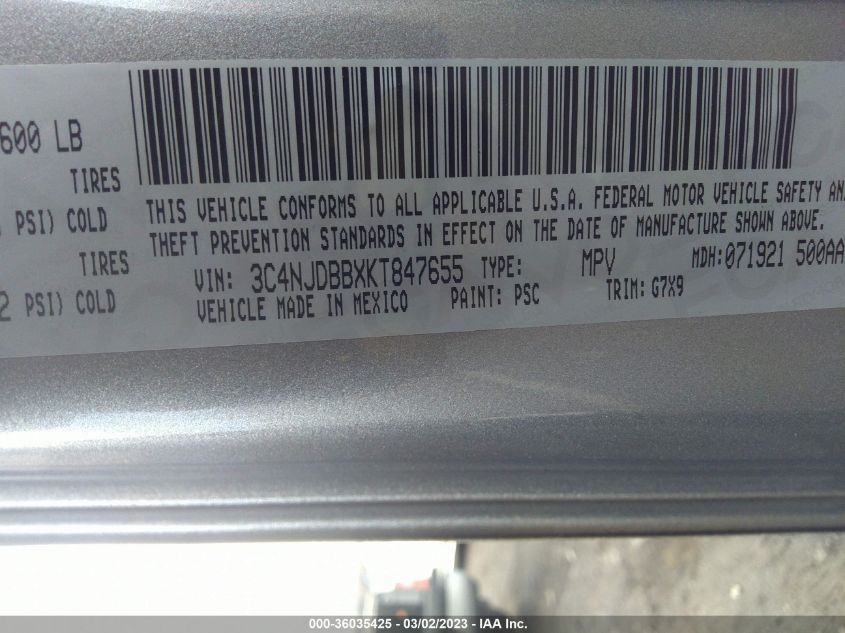 600 LB
TIRES
PSI) COLD
TIRES
2 PSI) COLD
THIS VEHICLE CONFORMS TO ALL APPLICABLE U.S.A. FEDERAL MOTOR VEHICLE SAFETY AN
THEFT PREVENTION STANDARDS IN EFFECT ON THE DATE OF MANUFACTURE SHOWN ABOVE.
VIN: 3C4NJDBBXKT847655 TYPE: MPV MDH:071921 500AA
VEHICLE MADE IN MEXICO PAINT: PSC TRIM: G7X9
000-36035425 - 03/02/2023 - IAA Inc.